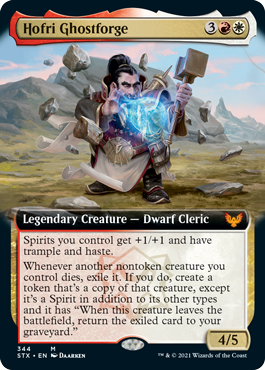 Hofri Ghostforge 3
Legendary Creature — Dwarf Cleric
Spirits you control get +1/+1 and have
trample and haste.
Whenever another nontoken creature you
control dies, exile it. If you do, create a
token that's a copy of that creature, except
it's a Spirit in addition to its other types
and it has “When this creature leaves the
battlefield, return the exiled card to your
graveyard.”
4/5
344 M
STX • EN DAARKEN
™ & © 2021 Wizards of the Coast